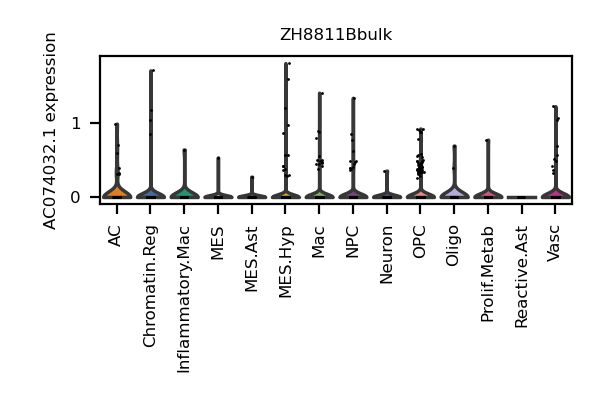 ZH8811Bbulk
AC074032.1 expression
1
0
AC
Chromatin.Reg
Inflammatory.Mac
MES
MES.Ast
MES.Hyp
Mac
NPC
Neuron
OPC
Oligo
Prolif.Metab
Reactive.Ast
Vasc